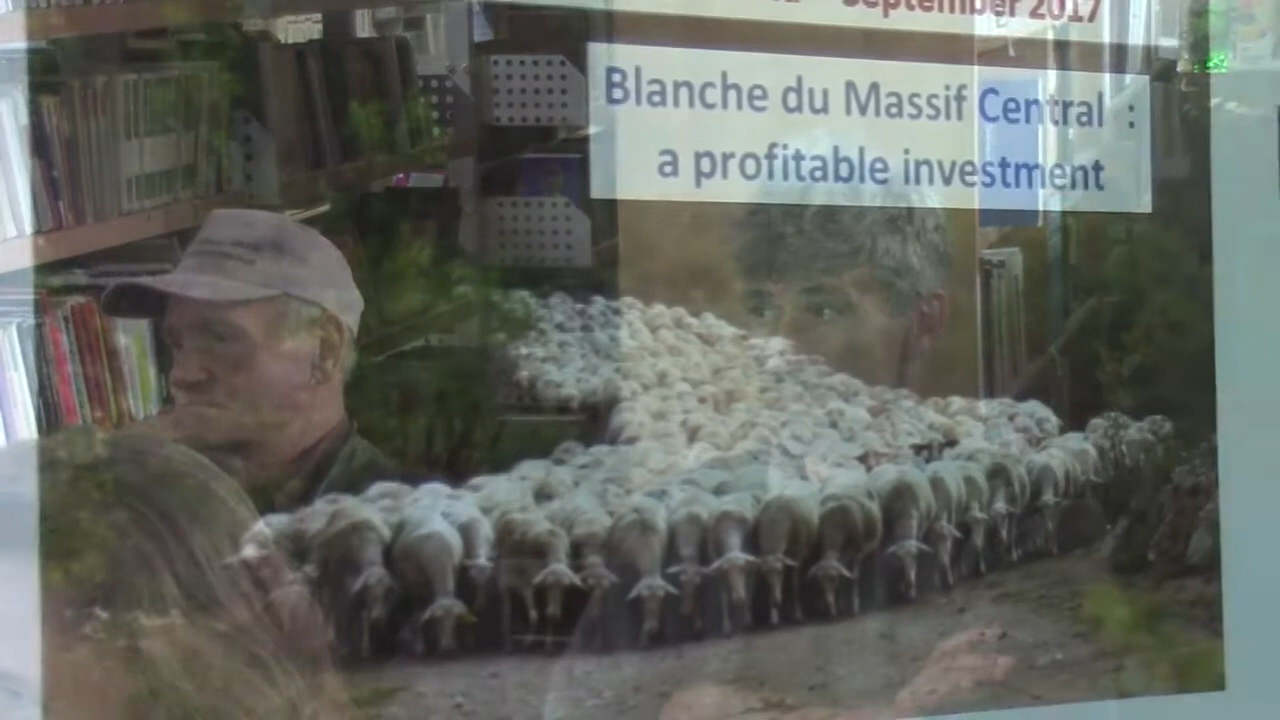 September 2017
Blanche du Massif Central :
a profitable investment